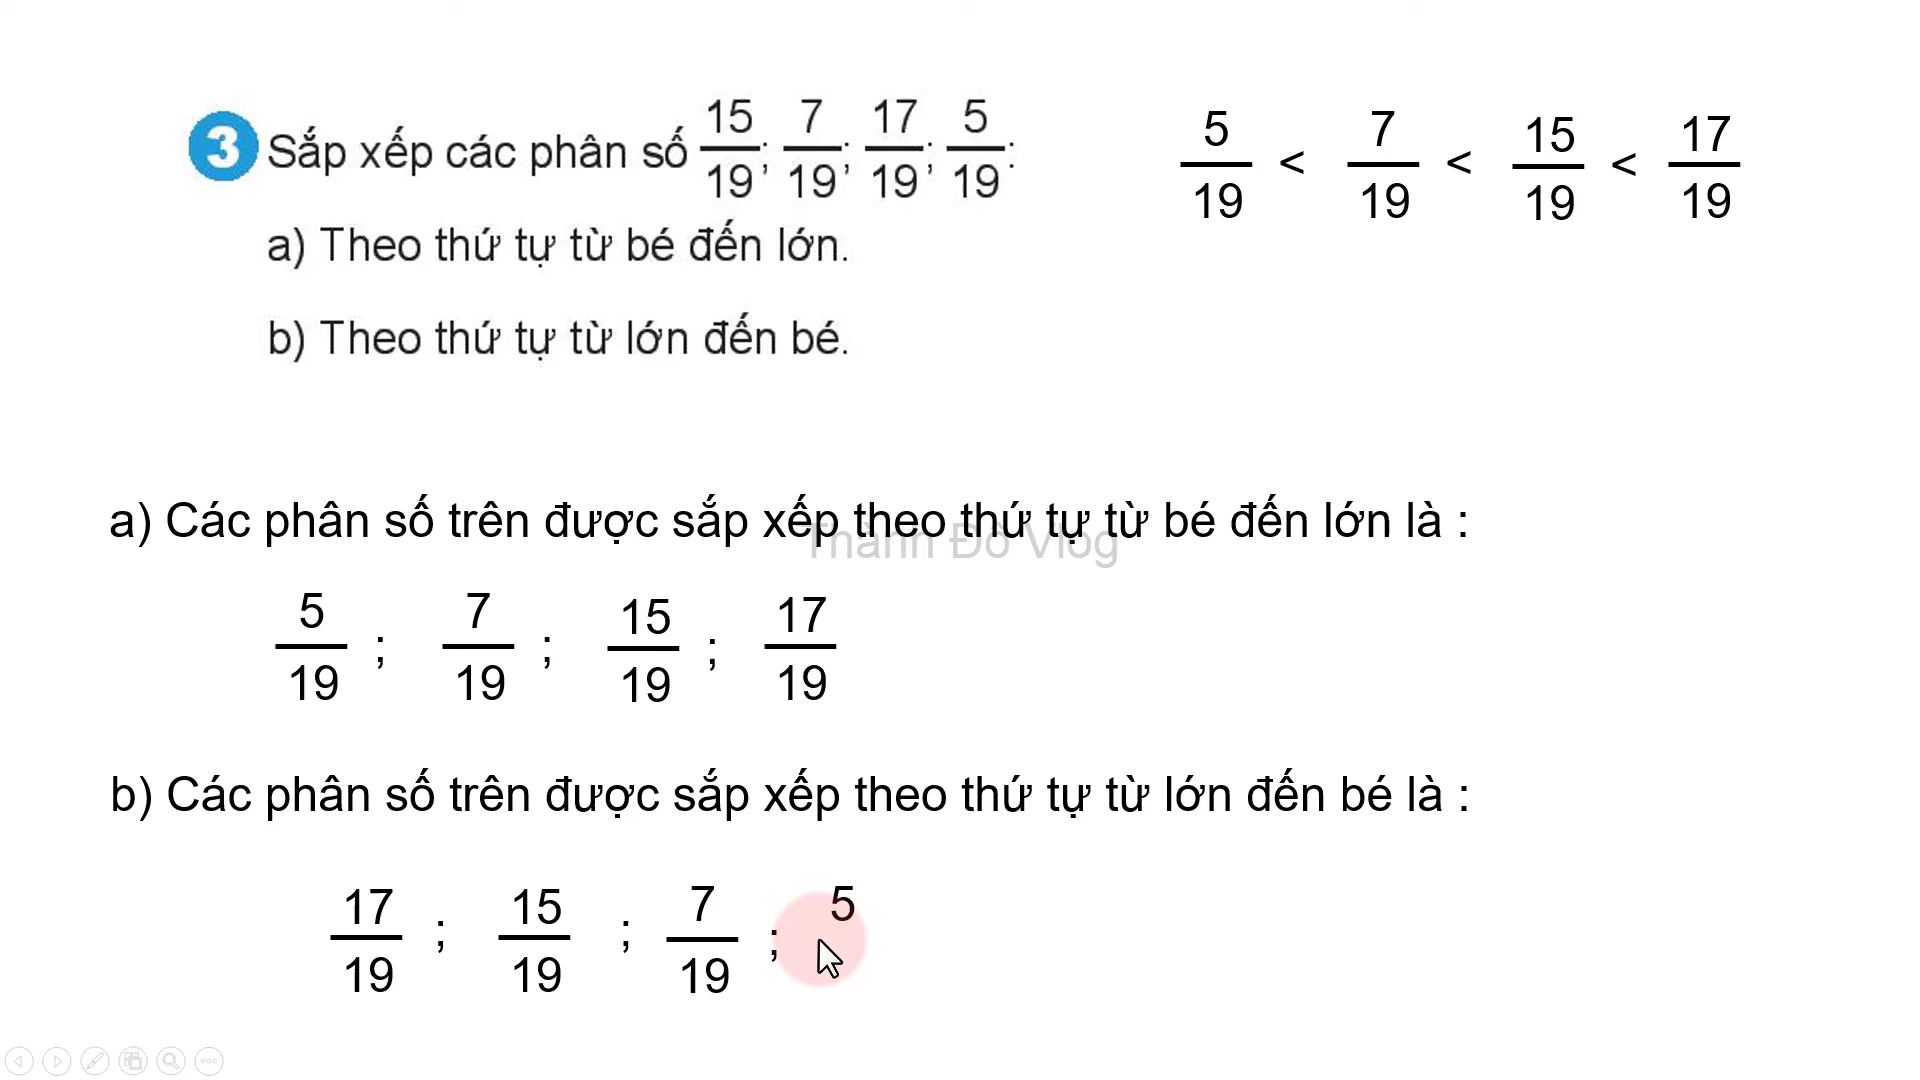 3 Sắp xếp các phân số 15/19; 7/19; 17/19; 5/19:
a) Theo thứ tự từ bé đến lớn.
b) Theo thứ tự từ lớn đến bé.
5/19 < 7/19 < 15/19 < 17/19
a) Các phân số trên được sắp xếp theo thứ tự từ bé đến lớn là :
Thành Đô Vlog
5/19 ; 7/19 ; 15/19 ; 17/19
b) Các phân số trên được sắp xếp theo thứ tự từ lớn đến bé là :
17/19 ; 15/19 ; 7/19 ; 5